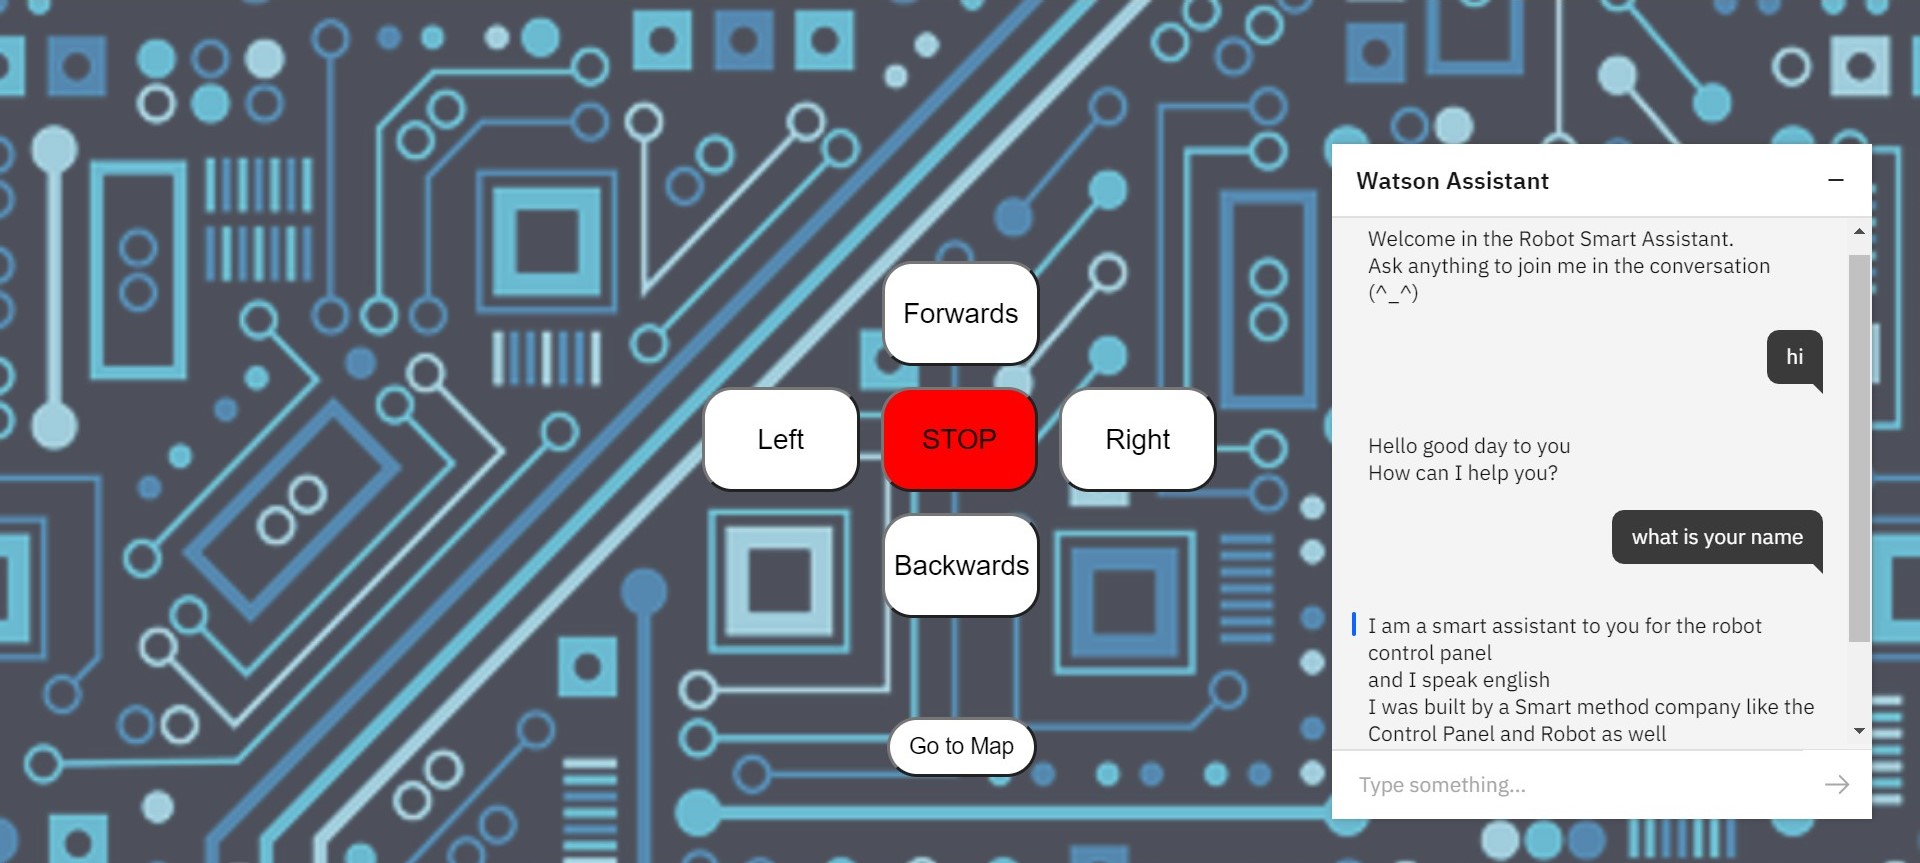 Forwards
Left
STOP
Right
Backwards
Go to Map
Watson Assistant
Welcome in the Robot Smart Assistant.
Ask anything to join me in the conversation
(^_^)
hi
Hello good day to you
How can I help you?
what is your name
I am a smart assistant to you for the robot
control panel
and I speak english
I was built by a Smart method company like the
Control Panel and Robot as well
Type something...